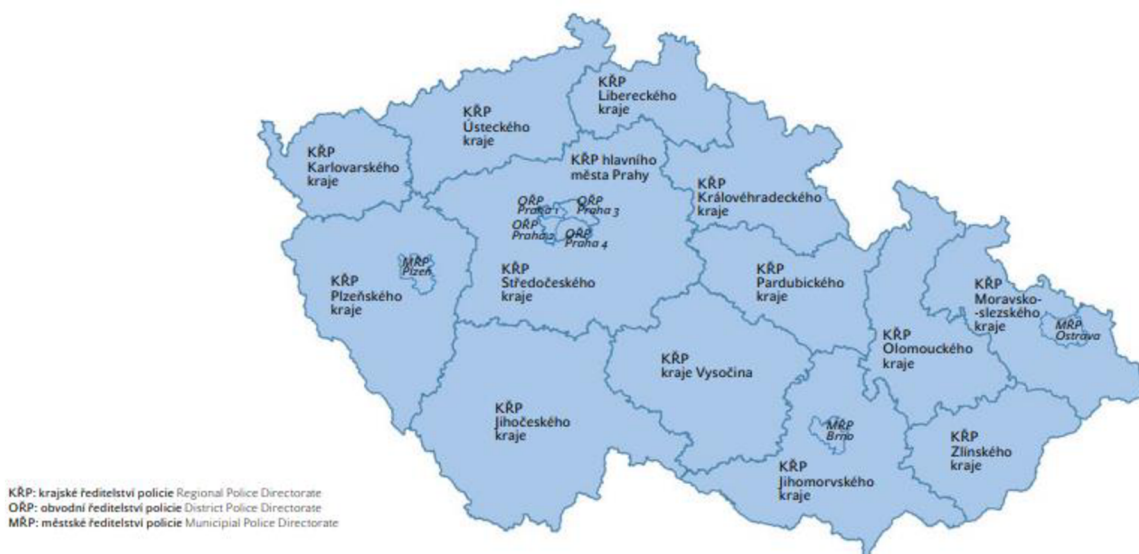 KŘP
Libereckého
kraje
KŘP
Ústeckého
kraje
KŘP
Karlovarského
kraje
KŘP hlavního
města Prahy
KŘP
Královéhradeckého
kraje
OŘP
Praha 1
OŘP
Praha 3
OŘP
Praha 2
OŘP
Praha 4
MŘP
Plzeň
KŘP
Plzeňského
kraje
KŘP
Středočeského
kraje
KŘP
Pardubického
kraje
KŘP
Moravsko-
-slezského
kraje
MŘP
Ostrava
KŘP
Olomouckého
kraje
KŘP
kraje Vysočina
KŘP
Jihočeského
kraje
MŘP
Brno
KŘP
Zlínského
kraje
KŘP
Jihomorvského
kraje
KŘP: krajské ředitelství policie Regional Police Directorate
OŘP: obvodní ředitelství policie District Police Directorate
MŘP: městské ředitelství policie Municipial Police Directorate